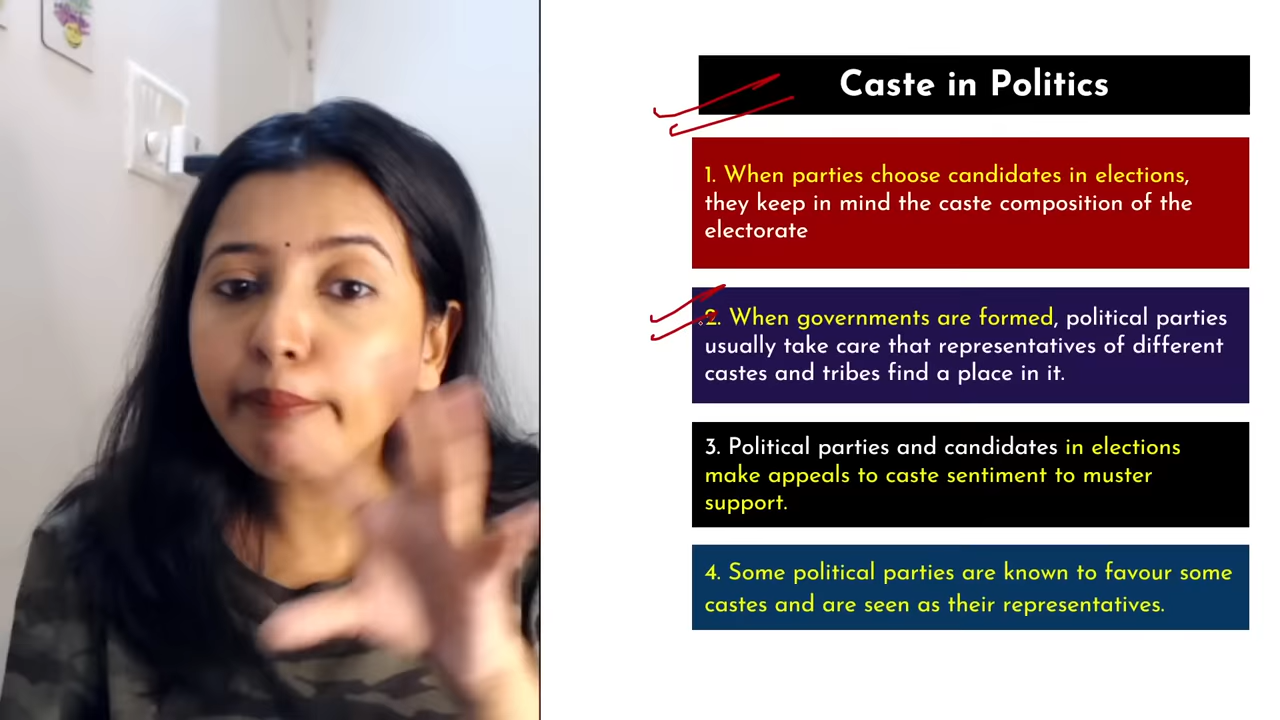 Caste in Politics
1. When parties choose candidates in elections,
they keep in mind the caste composition of the
electorate
2. When governments are formed, political parties
usually take care that representatives of different
castes and tribes find a place in it.
3. Political parties and candidates in elections
make appeals to caste sentiment to muster
support.
4. Some political parties are known to favour some
castes and are seen as their representatives.